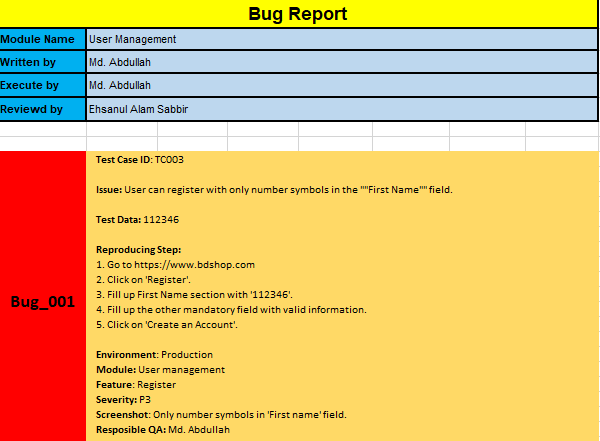 Bug Report
Module Name User Management
Written by Md. Abdullah
Execute by Md. Abdullah
Reviewd by Ehsanul Alam Sabbir
Test Case ID: TC003
Issue: User can register with only number symbols in the ""First Name"" field.
Test Data: 112346
Reproducing Step:
1. Go to https://www.bdshop.com
2. Click on 'Register'.
3. Fill up First Name section with '112346'.
Bug_001
4. Fill up the other mandatory field with valid information.
5. Click on 'Create an Account'.
Environment: Production
Module: User management
Feature: Register
Severity: P3
Screenshot: Only number symbols in 'First name' field.
Resposible QA: Md. Abdullah